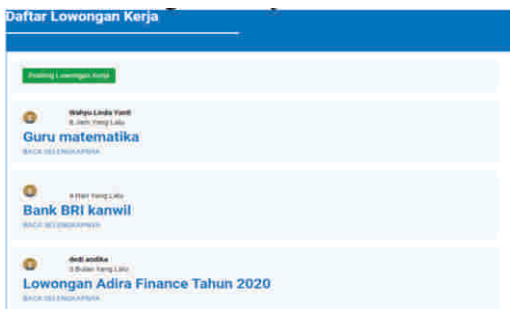 Daftar Lowongan Kerja
Posting Lowongan Kerja
Wahyu Linda Yanti
6 Jam Yang Lalu
Guru matematika
BACA SELENGKAPNYA
4 Hari Yang Lalu
Bank BRI kanwil
BACA SELENGKAPNYA
dedi andika
3 Bulan Yang Lalu
Lowongan Adira Finance Tahun 2020
BACA SELENGKAPNYA